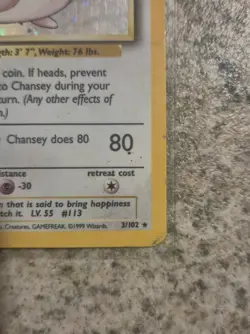 gth: 3' 7", Weight: 76 lbs.
coin. If heads, prevent
to Chansey during your
urn. (Any other effects of
n.)
Chansey does 80 80
sistance retreat cost
-30
e that is said to bring happiness
tch it. LV. 55 #113
, Creatures, GAMEFREAK. ©1999 Wizards. 3/102 ★